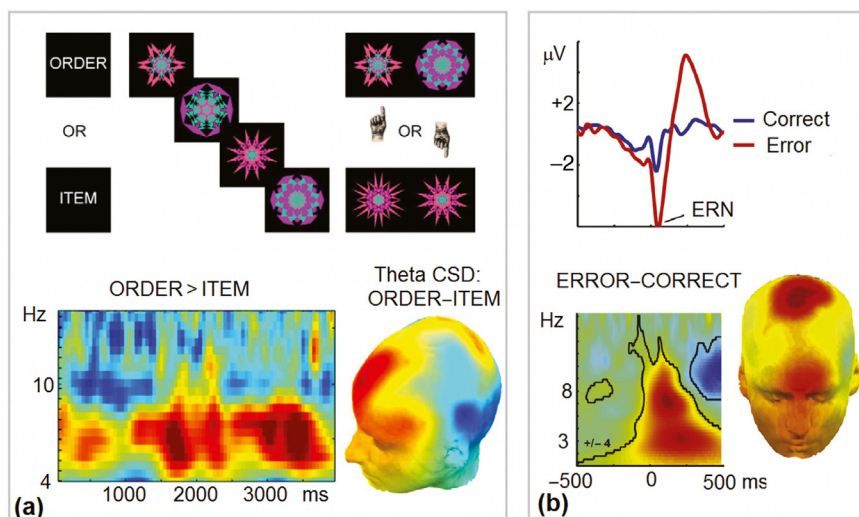 ORDER
OR
ITEM
OR
ORDER > ITEM
Hz
10
4
1000 2000 3000 ms
Theta CSD:
ORDER–ITEM
(a)
μV
+2
−2
Correct
Error
ERN
ERROR–CORRECT
Hz
8
3
+/− 4
−500 0 500 ms
(b)